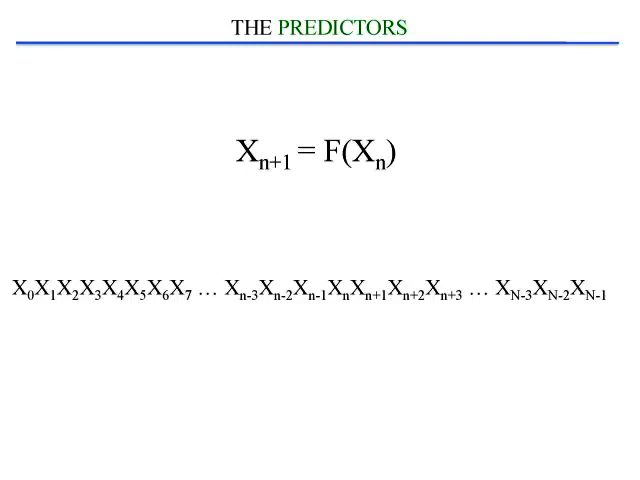 THE PREDICTORS
Xₙ₊₁ = F(Xₙ)
X₀X₁X₂X₃X₄X₅X₆X₇ … Xn-3Xn-2Xn-1XnXn+1Xn+2Xn+3 … XN-3XN-2XN-1